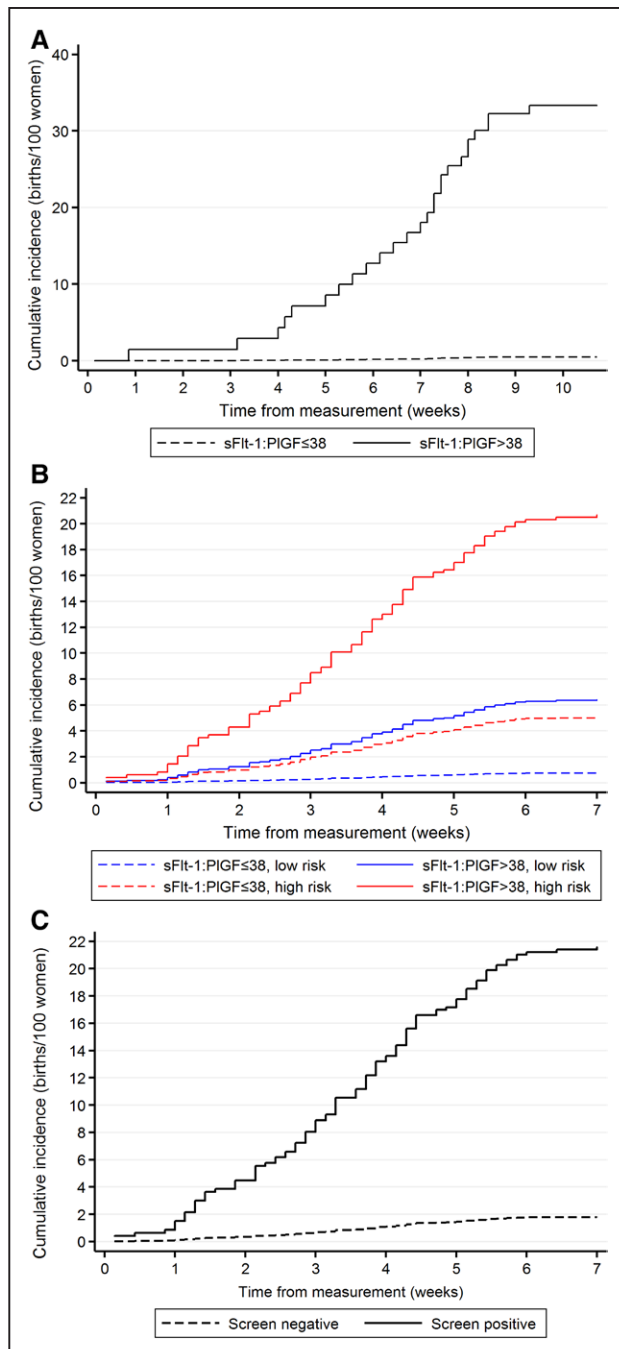 A
Cumulative incidence (births/100 women)
40
30
20
10
0
0 1 2 3 4 5 6 7 8 9 10
Time from measurement (weeks)
sFlt-1:PlGF≤38 sFlt-1:PlGF>38
B
Cumulative incidence (births/100 women)
22
20
18
16
14
12
10
8
6
4
2
0
0 1 2 3 4 5 6 7
Time from measurement (weeks)
sFlt-1:PlGF≤38, low risk sFlt-1:PlGF>38, low risk
sFlt-1:PlGF≤38, high risk sFlt-1:PlGF>38, high risk
C
Cumulative incidence (births/100 women)
22
20
18
16
14
12
10
8
6
4
2
0
0 1 2 3 4 5 6 7
Time from measurement (weeks)
Screen negative Screen positive